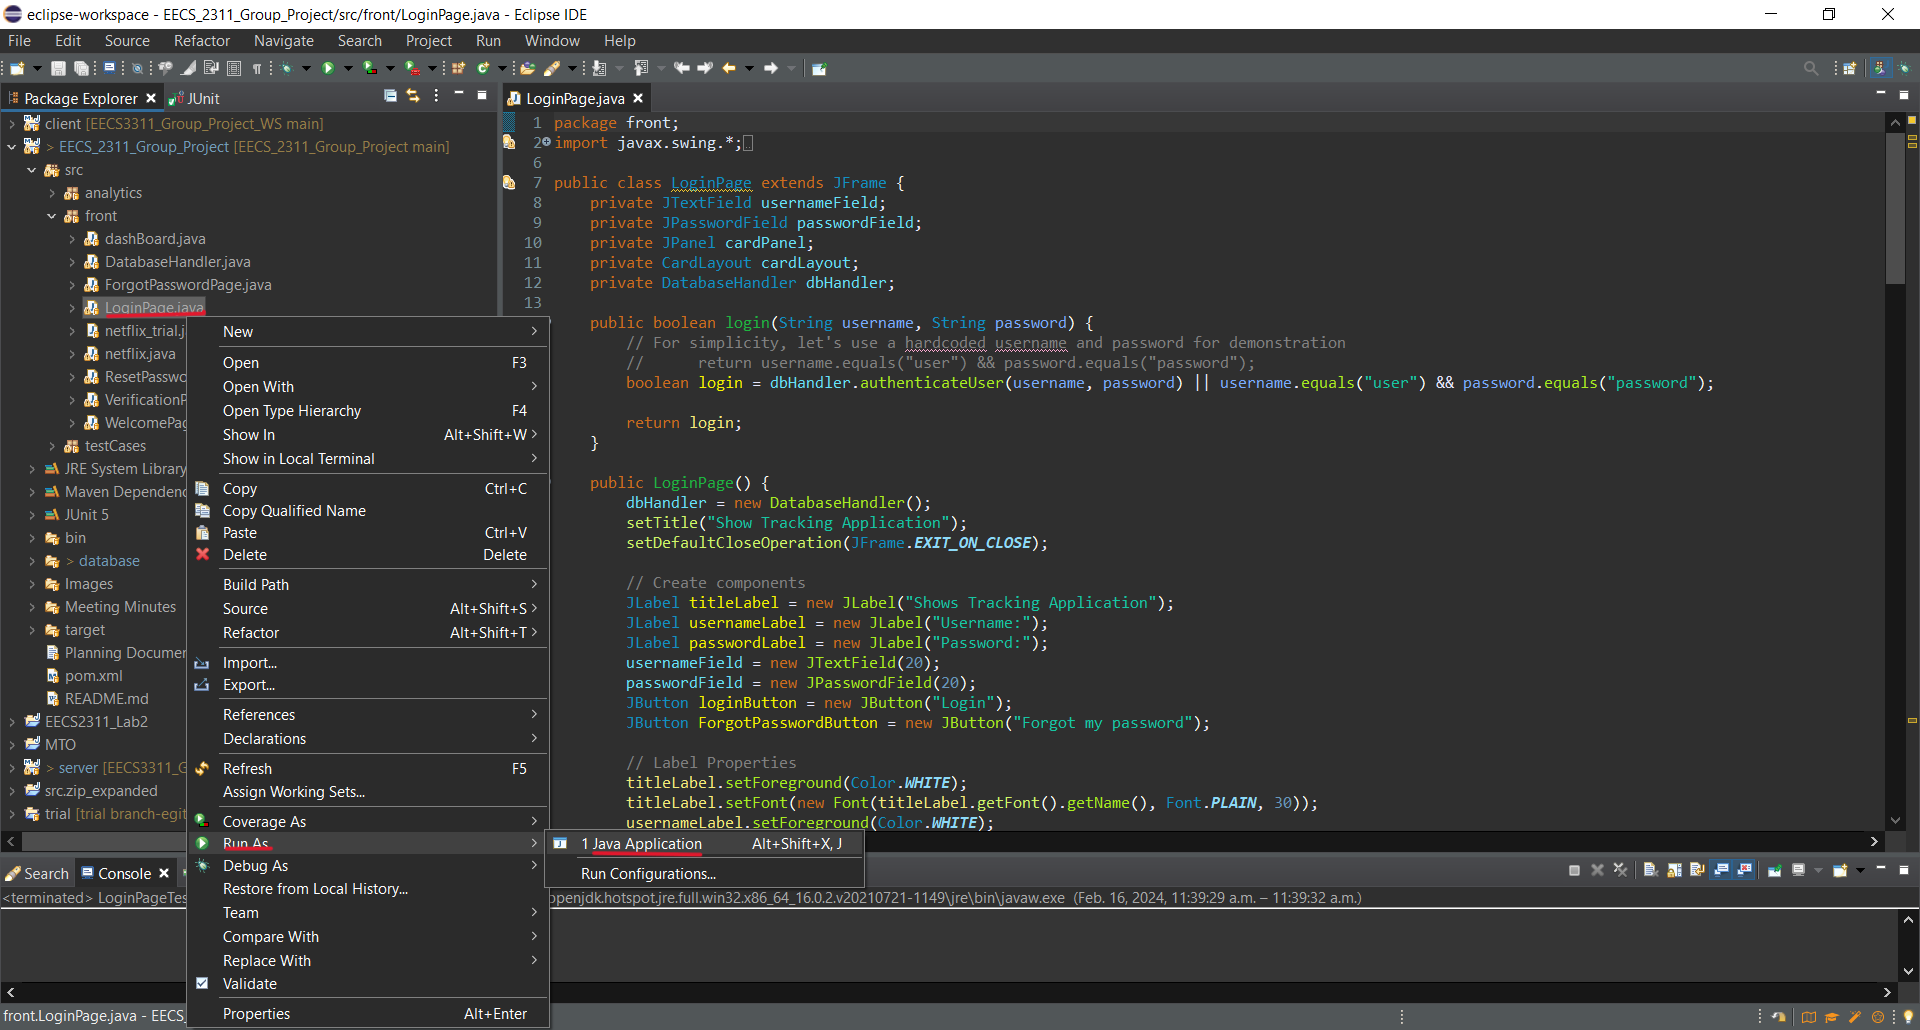 eclipse-workspace - EECS_2311_Group_Project/src/front/LoginPage.java - Eclipse IDE
File Edit Source Refactor Navigate Search Project Run Window Help
Package Explorer
JUnit
client [EECS3311_Group_Project_WS main]
> EECS_2311_Group_Project [EECS_2311_Group_Project main]
src
analytics
front
dashBoard.java
DatabaseHandler.java
ForgotPasswordPage.java
LoginPage.java
netflix_trial.j
netflix.java
ResetPasswo
VerificationP
WelcomePag
testCases
JRE System Library
Maven Dependenc
JUnit 5
bin
> database
Images
Meeting Minutes
target
Planning Documer
pom.xml
README.md
EECS2311_Lab2
MTO
> server [EECS3311_G
src.zip_expanded
trial [trial branch-egit
New
Open F3
Open With
Open Type Hierarchy F4
Show In Alt+Shift+W
Show in Local Terminal
Copy Ctrl+C
Copy Qualified Name
Paste Ctrl+V
Delete Delete
Build Path
Source Alt+Shift+S
Refactor Alt+Shift+T
Import...
Export...
References
Declarations
Refresh F5
Assign Working Sets...
Coverage As
Run As
Debug As
Restore from Local History...
Team
Compare With
Replace With
Validate
Properties Alt+Enter
1 Java Application Alt+Shift+X, J
Run Configurations...
LoginPage.java
1 package front;
2 import javax.swing.*;
6
7 public class LoginPage extends JFrame {
8 private JTextField usernameField;
9 private JPasswordField passwordField;
10 private JPanel cardPanel;
11 private CardLayout cardLayout;
12 private DatabaseHandler dbHandler;
13
public boolean login(String username, String password) {
// For simplicity, let's use a hardcoded username and password for demonstration
// return username.equals("user") && password.equals("password");
boolean login = dbHandler.authenticateUser(username, password) || username.equals("user") && password.equals("password");
return login;
}
public LoginPage() {
dbHandler = new DatabaseHandler();
setTitle("Show Tracking Application");
setDefaultCloseOperation(JFrame.EXIT_ON_CLOSE);
// Create components
JLabel titleLabel = new JLabel("Shows Tracking Application");
JLabel usernameLabel = new JLabel("Username:");
JLabel passwordLabel = new JLabel("Password:");
usernameField = new JTextField(20);
passwordField = new JPasswordField(20);
JButton loginButton = new JButton("Login");
JButton ForgotPasswordButton = new JButton("Forgot my password");
// Label Properties
titleLabel.setForeground(Color.WHITE);
titleLabel.setFont(new Font(titleLabel.getFont().getName(), Font.PLAIN, 30));
usernameLabel.setForeground(Color.WHITE);
Search
Console
<terminated> LoginPageTes
openjdk.hotspot.jre.full.win32.x86_64_16.0.2.v20210721-1149\jre\bin\javaw.exe (Feb. 16, 2024, 11:39:29 a.m. – 11:39:32 a.m.)
front.LoginPage.java - EECS_